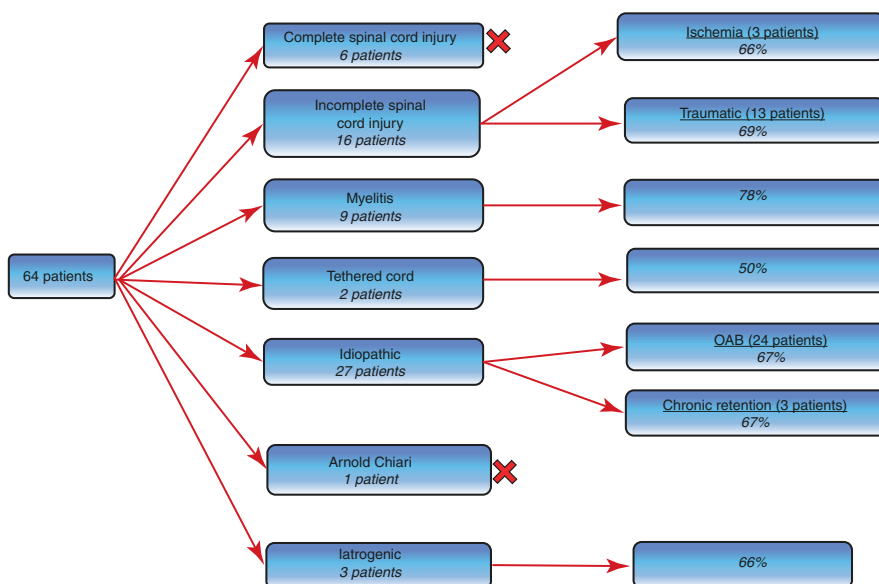 64 patients
Complete spinal cord injury
6 patients
Incomplete spinal
cord injury
16 patients
Ischemia (3 patients)
66%
Traumatic (13 patients)
69%
Myelitis
9 patients
78%
Tethered cord
2 patients
50%
Idiopathic
27 patients
OAB (24 patients)
67%
Chronic retention (3 patients)
67%
Arnold Chiari
1 patient
Iatrogenic
3 patients
66%